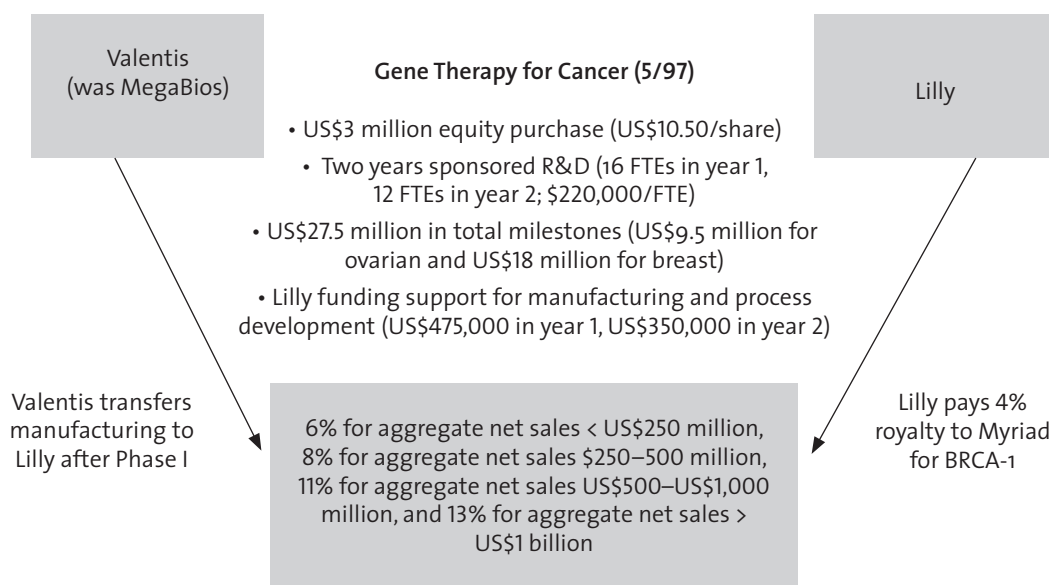 Valentis
(was MegaBios)
Gene Therapy for Cancer (5/97)
Lilly
• US$3 million equity purchase (US$10.50/share)
• Two years sponsored R&D (16 FTEs in year 1,
12 FTEs in year 2; $220,000/FTE)
• US$27.5 million in total milestones (US$9.5 million for
ovarian and US$18 million for breast)
• Lilly funding support for manufacturing and process
development (US$475,000 in year 1, US$350,000 in year 2)
Valentis transfers
manufacturing to
Lilly after Phase I
6% for aggregate net sales < US$250 million,
8% for aggregate net sales $250–500 million,
11% for aggregate net sales US$500–US$1,000
million, and 13% for aggregate net sales >
US$1 billion
Lilly pays 4%
royalty to Myriad
for BRCA-1